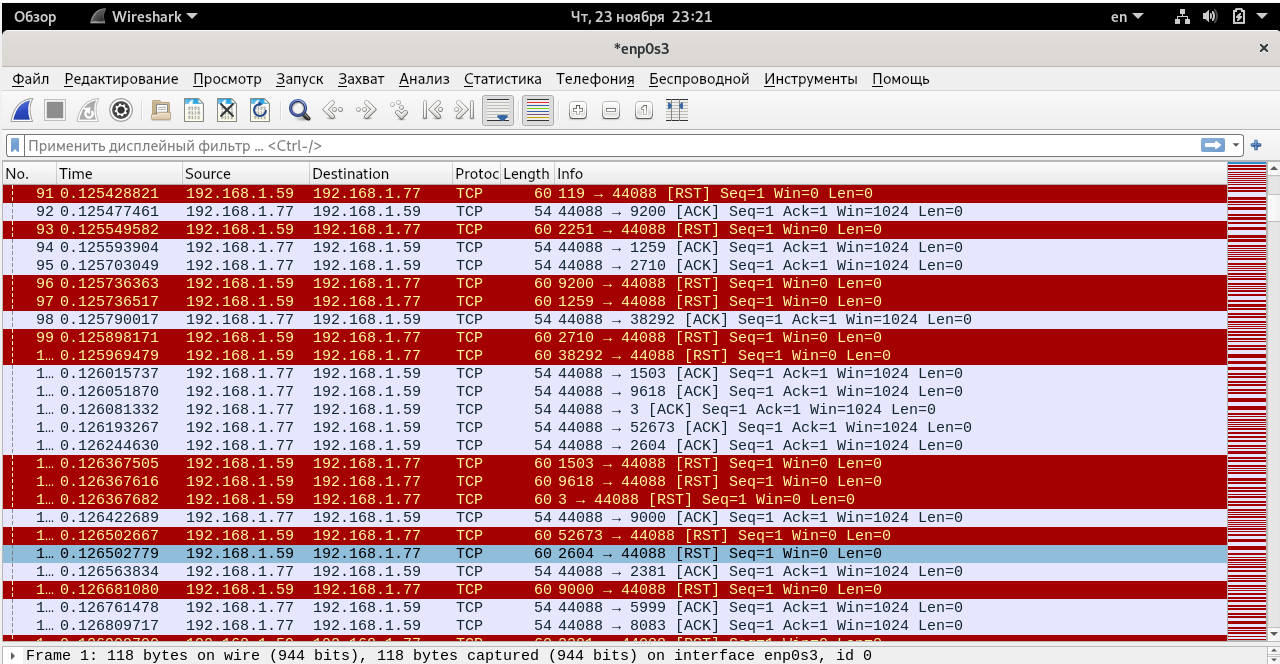 Обзор Wireshark Чт, 23 ноября 23:21 en
*enp0s3 ×
Файл Редактирование Просмотр Запуск Захват Анализ Статистика Телефония Беспроводной Инструменты Помощь
Применить дисплейный фильтр ... <Ctrl-/>
No. Time Source Destination Protoc Length Info
91 0.125428821 192.168.1.59 192.168.1.77 TCP 60 119 → 44088 [RST] Seq=1 Win=0 Len=0
92 0.125477461 192.168.1.77 192.168.1.59 TCP 54 44088 → 9200 [ACK] Seq=1 Ack=1 Win=1024 Len=0
93 0.125549582 192.168.1.59 192.168.1.77 TCP 60 2251 → 44088 [RST] Seq=1 Win=0 Len=0
94 0.125593904 192.168.1.77 192.168.1.59 TCP 54 44088 → 1259 [ACK] Seq=1 Ack=1 Win=1024 Len=0
95 0.125703049 192.168.1.77 192.168.1.59 TCP 54 44088 → 2710 [ACK] Seq=1 Ack=1 Win=1024 Len=0
96 0.125736363 192.168.1.59 192.168.1.77 TCP 60 9200 → 44088 [RST] Seq=1 Win=0 Len=0
97 0.125736517 192.168.1.59 192.168.1.77 TCP 60 1259 → 44088 [RST] Seq=1 Win=0 Len=0
98 0.125790017 192.168.1.77 192.168.1.59 TCP 54 44088 → 38292 [ACK] Seq=1 Ack=1 Win=1024 Len=0
99 0.125898171 192.168.1.59 192.168.1.77 TCP 60 2710 → 44088 [RST] Seq=1 Win=0 Len=0
1… 0.125969479 192.168.1.59 192.168.1.77 TCP 60 38292 → 44088 [RST] Seq=1 Win=0 Len=0
1… 0.126015737 192.168.1.77 192.168.1.59 TCP 54 44088 → 1503 [ACK] Seq=1 Ack=1 Win=1024 Len=0
1… 0.126051870 192.168.1.77 192.168.1.59 TCP 54 44088 → 9618 [ACK] Seq=1 Ack=1 Win=1024 Len=0
1… 0.126081332 192.168.1.77 192.168.1.59 TCP 54 44088 → 3 [ACK] Seq=1 Ack=1 Win=1024 Len=0
1… 0.126193267 192.168.1.77 192.168.1.59 TCP 54 44088 → 52673 [ACK] Seq=1 Ack=1 Win=1024 Len=0
1… 0.126244630 192.168.1.77 192.168.1.59 TCP 54 44088 → 2604 [ACK] Seq=1 Ack=1 Win=1024 Len=0
1… 0.126367505 192.168.1.59 192.168.1.77 TCP 60 1503 → 44088 [RST] Seq=1 Win=0 Len=0
1… 0.126367616 192.168.1.59 192.168.1.77 TCP 60 9618 → 44088 [RST] Seq=1 Win=0 Len=0
1… 0.126367682 192.168.1.59 192.168.1.77 TCP 60 3 → 44088 [RST] Seq=1 Win=0 Len=0
1… 0.126422689 192.168.1.77 192.168.1.59 TCP 54 44088 → 9000 [ACK] Seq=1 Ack=1 Win=1024 Len=0
1… 0.126502667 192.168.1.59 192.168.1.77 TCP 60 52673 → 44088 [RST] Seq=1 Win=0 Len=0
1… 0.126502779 192.168.1.59 192.168.1.77 TCP 60 2604 → 44088 [RST] Seq=1 Win=0 Len=0
1… 0.126563834 192.168.1.77 192.168.1.59 TCP 54 44088 → 2381 [ACK] Seq=1 Ack=1 Win=1024 Len=0
1… 0.126681080 192.168.1.59 192.168.1.77 TCP 60 9000 → 44088 [RST] Seq=1 Win=0 Len=0
1… 0.126761478 192.168.1.77 192.168.1.59 TCP 54 44088 → 5999 [ACK] Seq=1 Ack=1 Win=1024 Len=0
1… 0.126809717 192.168.1.77 192.168.1.59 TCP 54 44088 → 8083 [ACK] Seq=1 Ack=1 Win=1024 Len=0
Frame 1: 118 bytes on wire (944 bits), 118 bytes captured (944 bits) on interface enp0s3, id 0